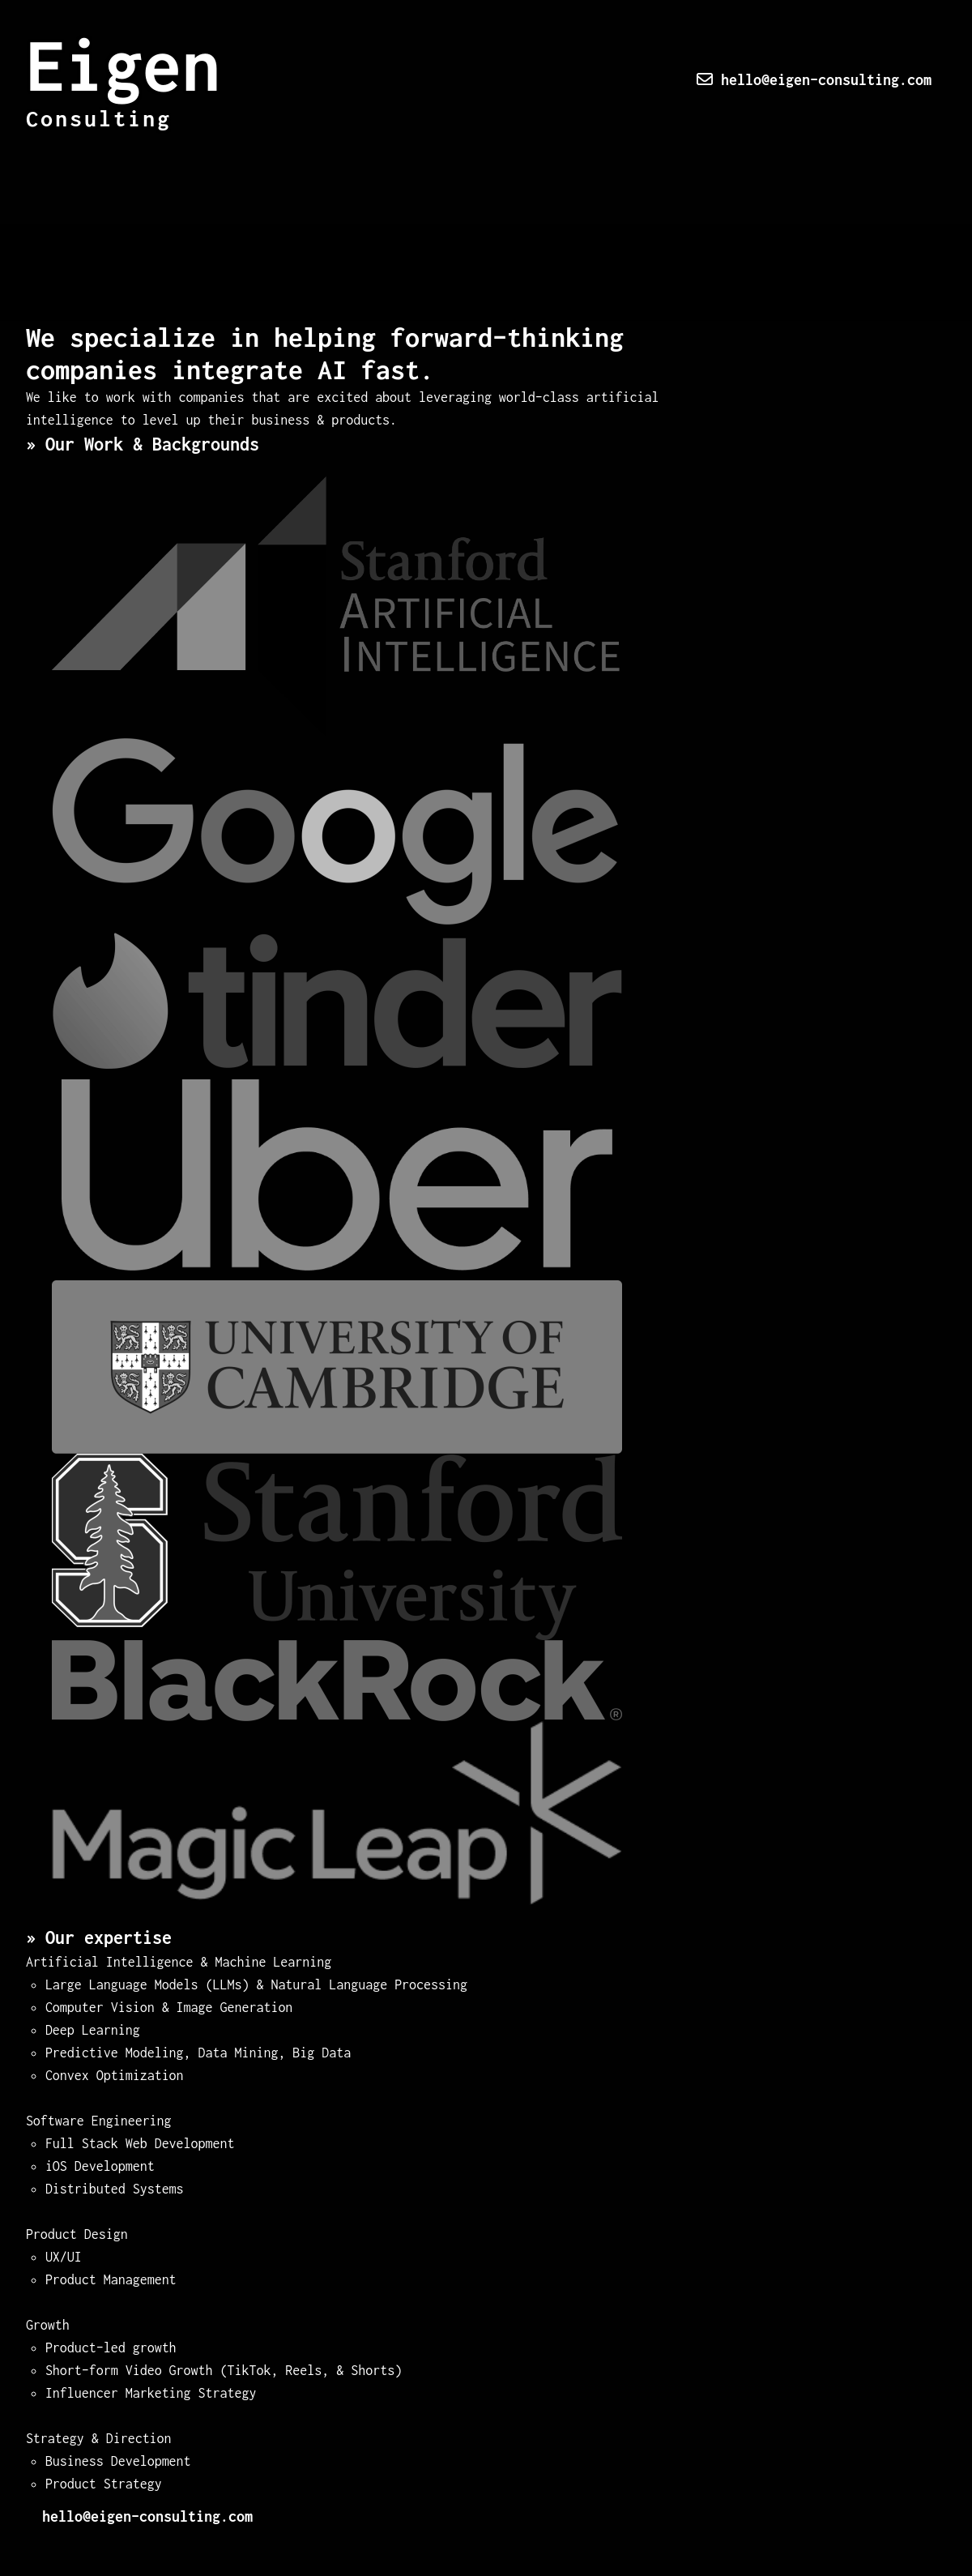 Eigen
Consulting
hello@eigen-consulting.com
We specialize in helping forward-thinking
companies integrate AI fast.
We like to work with companies that are excited about leveraging world-class artificial
intelligence to level up their business & products.
» Our Work & Backgrounds
Stanford
ARTIFICIAL
INTELLIGENCE
Google
tinder
Uber
UNIVERSITY OF
CAMBRIDGE
Stanford
University
BlackRock®
Magic Leap
» Our expertise
Artificial Intelligence & Machine Learning
◦ Large Language Models (LLMs) & Natural Language Processing
◦ Computer Vision & Image Generation
◦ Deep Learning
◦ Predictive Modeling, Data Mining, Big Data
◦ Convex Optimization
Software Engineering
◦ Full Stack Web Development
◦ iOS Development
◦ Distributed Systems
Product Design
◦ UX/UI
◦ Product Management
Growth
◦ Product-led growth
◦ Short-form Video Growth (TikTok, Reels, & Shorts)
◦ Influencer Marketing Strategy
Strategy & Direction
◦ Business Development
◦ Product Strategy
hello@eigen-consulting.com